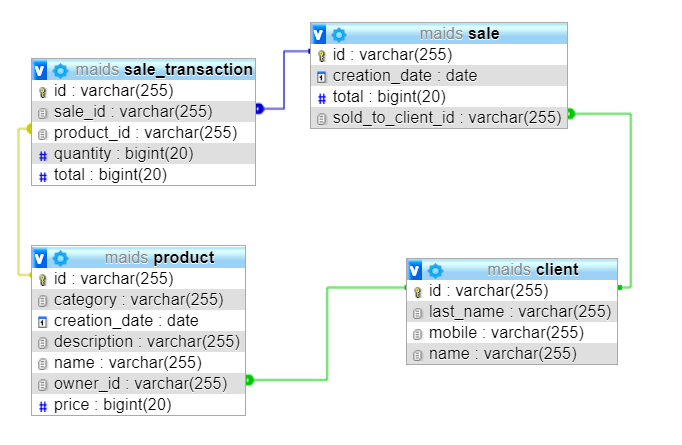 maids sale_transaction
id : varchar(255)
sale_id : varchar(255)
product_id : varchar(255)
# quantity : bigint(20)
# total : bigint(20)
maids sale
id : varchar(255)
creation_date : date
# total : bigint(20)
sold_to_client_id : varchar(255)
maids product
id : varchar(255)
category : varchar(255)
creation_date : date
description : varchar(255)
name : varchar(255)
owner_id : varchar(255)
# price : bigint(20)
maids client
id : varchar(255)
last_name : varchar(255)
mobile : varchar(255)
name : varchar(255)